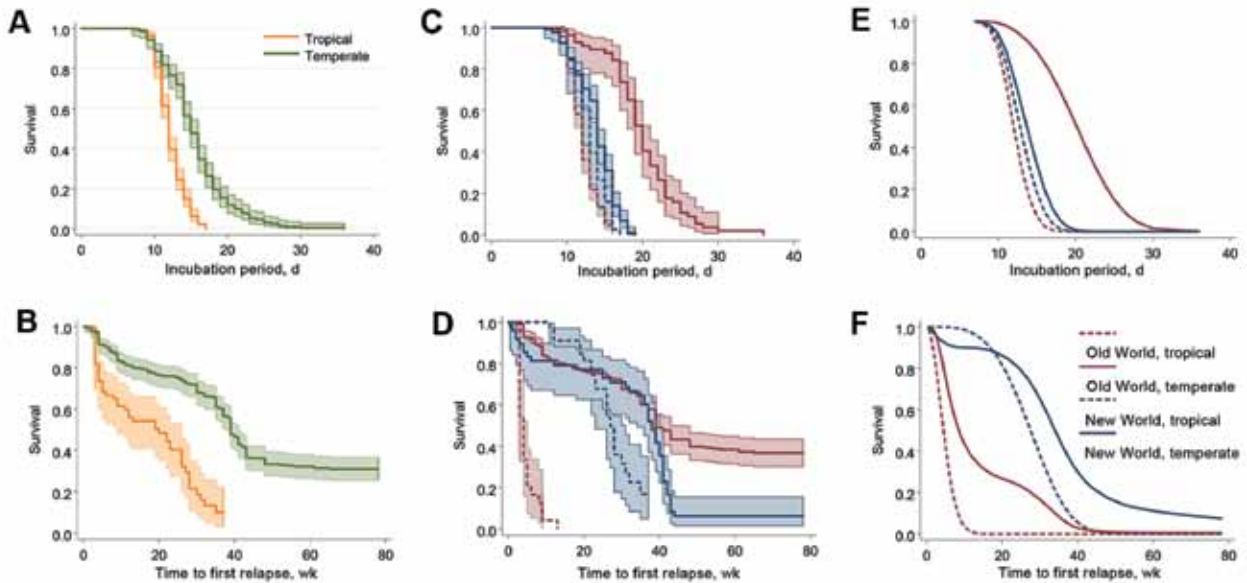 A
1.0
0.8
0.6
0.4
0.2
0.0
Survival
0
10
20
30
40
Incubation period, d
Tropical
Temperate
C
1.0
0.8
0.6
0.4
0.2
0.0
Survival
0
10
20
30
40
Incubation period, d
E
1.0
0.8
0.6
0.4
0.2
0.0
Survival
0
10
20
30
40
Incubation period, d
B
1.0
0.8
0.6
0.4
0.2
0.0
Survival
0
20
40
60
80
Time to first relapse, wk
D
1.0
0.8
0.6
0.4
0.2
0.0
Survival
0
20
40
60
80
Time to first relapse, wk
F
1.0
0.8
0.6
0.4
0.2
0.0
Survival
0
20
40
60
80
Time to first relapse, wk
Old World, tropical
Old World, temperate
New World, tropical
New World, temperate